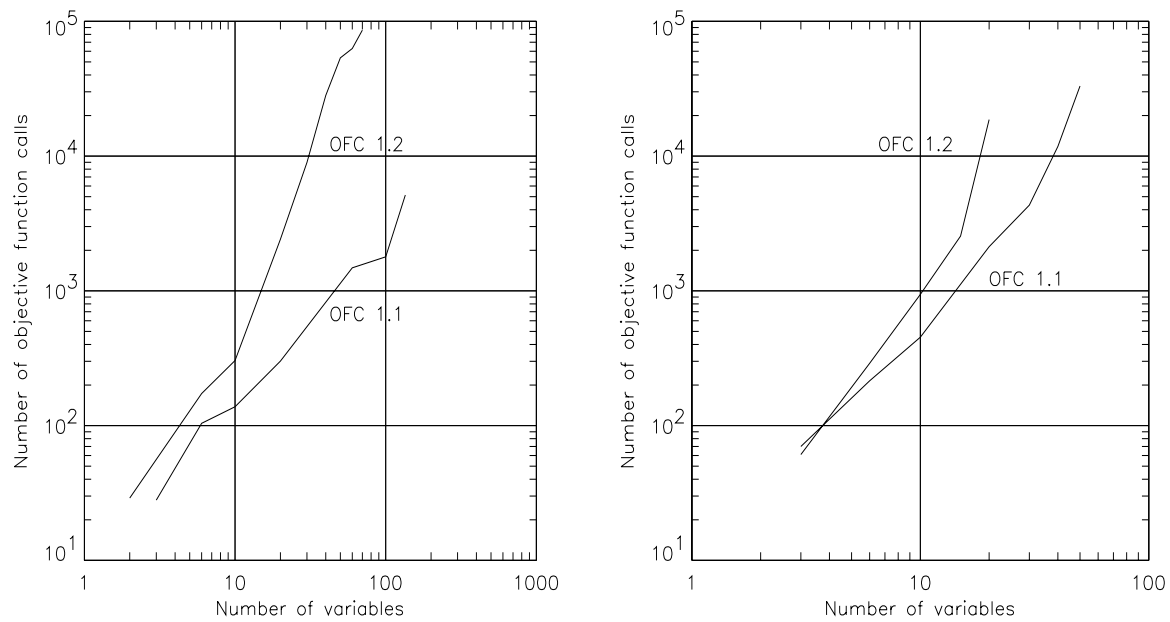 10^5
10^4
10^3
10^2
10^1
Number of objective function calls
OFC 1.2
OFC 1.1
1
10
100
1000
Number of variables
10^5
10^4
10^3
10^2
10^1
Number of objective function calls
OFC 1.2
OFC 1.1
1
10
100
Number of variables